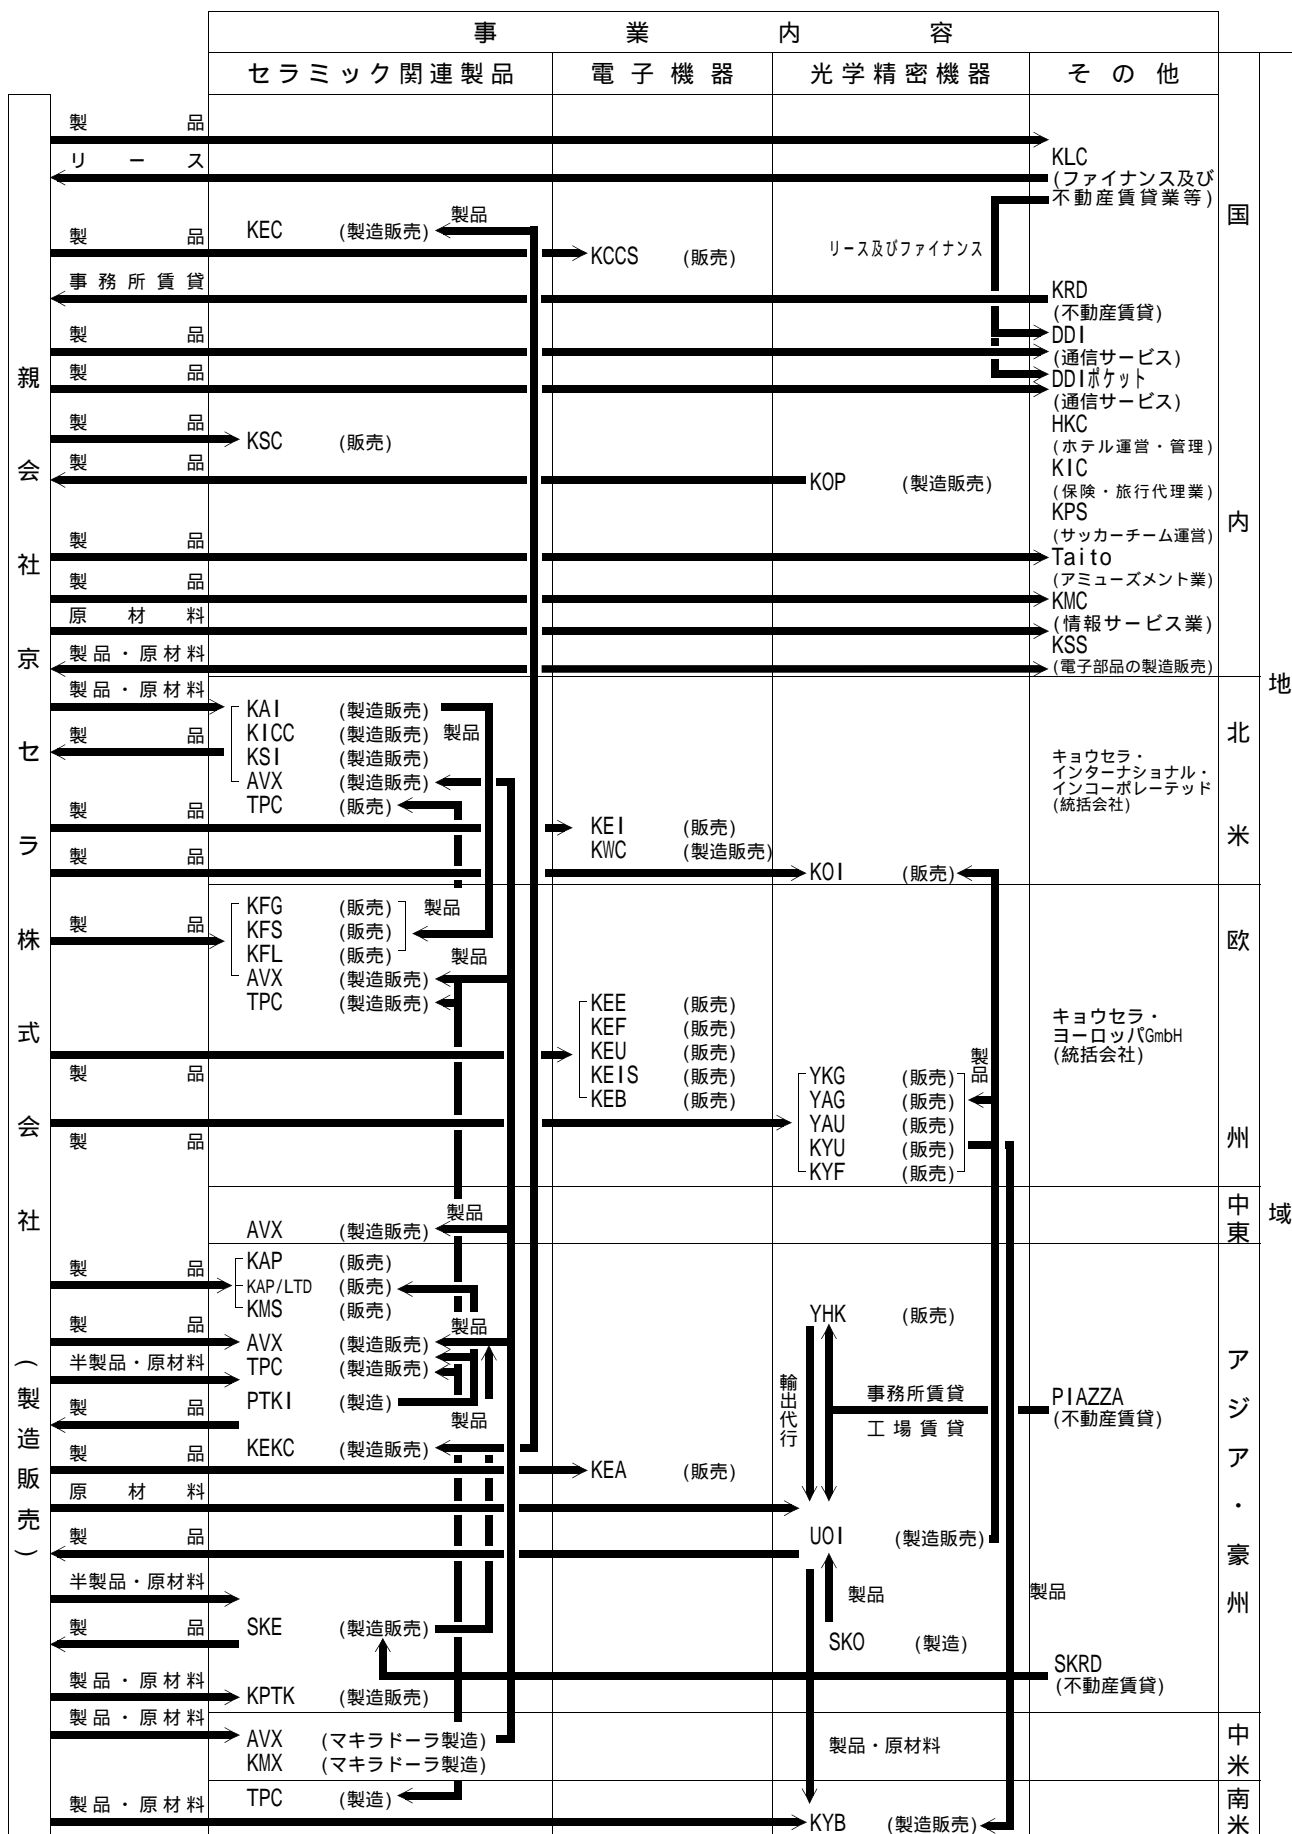 事業内容
セラミック関連製品 電子機器 光学精密機器 その他
親会社京セラ株式会社(製造販売)
地域
国内
製品
リース
KLC
(ファイナンス及び
不動産賃貸業等)
製品
KEC (製造販売)
製品
リース及びファイナンス
KCCS (販売)
事務所賃貸
KRD
(不動産賃貸)
製品
DDI
(通信サービス)
製品
DDIポケット
(通信サービス)
製品
KSC (販売)
HKC
(ホテル運営・管理)
製品
KOP (製造販売)
KIC
(保険・旅行代理業)
KPS
(サッカーチーム運営)
製品
Taito
(アミューズメント業)
製品
KMC
(情報サービス業)
原材料
KSS
(電子部品の製造販売)
製品・原材料
北米
製品・原材料
KAI (製造販売)
KICC (製造販売) 製品
製品
KSI (製造販売)
AVX (製造販売)
TPC (販売)
キョウセラ・
インターナショナル・
インコーポレーテッド
(統括会社)
製品
KEI (販売)
KWC (製造販売)
製品
KOI (販売)
欧州
製品
KFG (販売) 製品
KFS (販売)
KFL (販売) 製品
AVX (製造販売)
TPC (製造販売)
KEE (販売)
KEF (販売)
KEU (販売)
KEIS (販売)
KEB (販売)
キョウセラ・
ヨーロッパGmbH
(統括会社)
製品
製品
YKG (販売)
YAG (販売)
YAU (販売)
KYU (販売)
KYF (販売)
製品
中東
製品
AVX (製造販売)
アジア・豪州
製品
KAP (販売)
KAP/LTD (販売)
KMS (販売)
製品
製品
AVX (製造販売)
半製品・原材料
TPC (製造販売)
PTKI (製造)
製品
製品
YHK (販売)
輸出代行
事務所賃貸
工場賃貸
PIAZZA
(不動産賃貸)
KEKC (製造販売)
製品
KEA (販売)
原材料
UOI (製造販売)
製品
半製品・原材料
製品
製品
製品
SKE (製造販売)
SKO (製造)
SKRD
(不動産賃貸)
製品・原材料
KPTK (製造販売)
中米
製品・原材料
AVX (マキラドーラ製造)
KMX (マキラドーラ製造)
製品・原材料
南米
TPC (製造)
製品・原材料
KYB (製造販売)